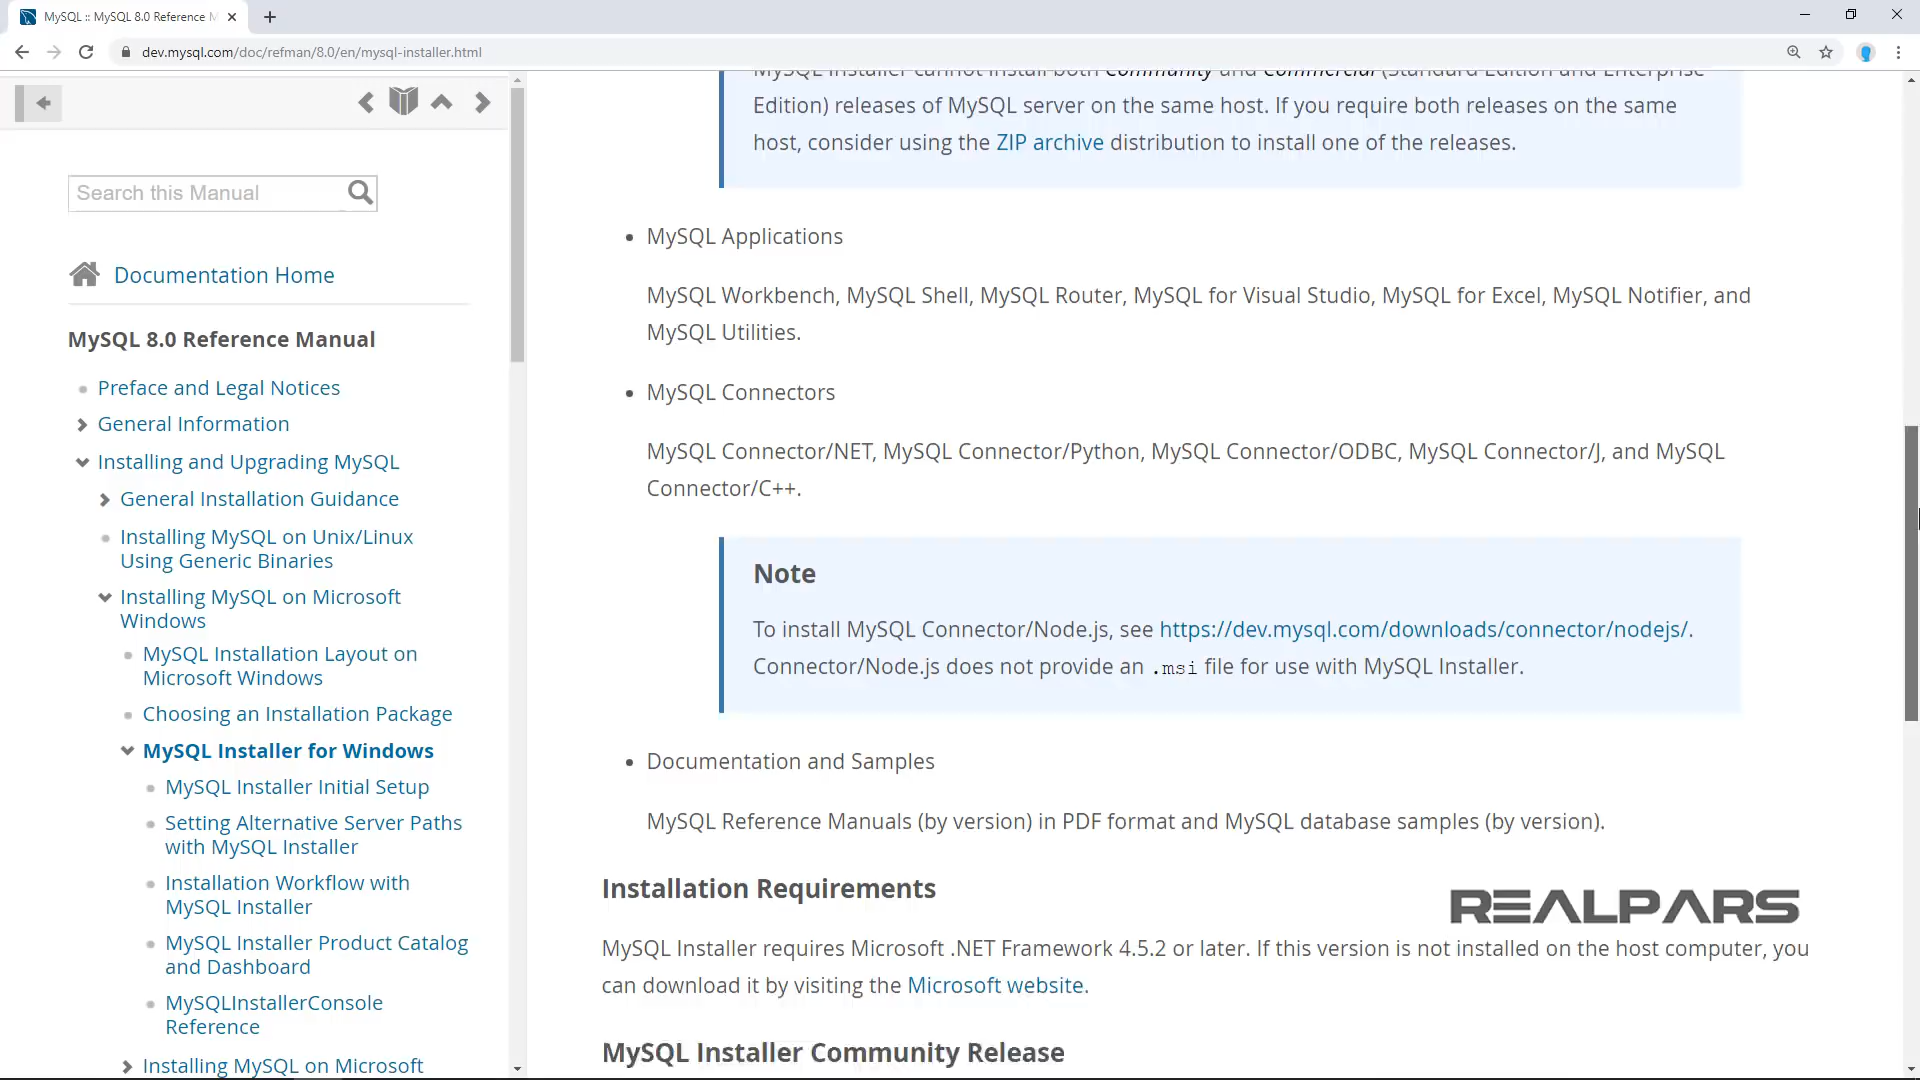 MySQL :: MySQL 8.0 Reference M
dev.mysql.com/doc/refman/8.0/en/mysql-installer.html
Search this Manual
Documentation Home
MySQL 8.0 Reference Manual
Preface and Legal Notices
General Information
Installing and Upgrading MySQL
General Installation Guidance
Installing MySQL on Unix/Linux
Using Generic Binaries
Installing MySQL on Microsoft
Windows
MySQL Installation Layout on
Microsoft Windows
Choosing an Installation Package
MySQL Installer for Windows
MySQL Installer Initial Setup
Setting Alternative Server Paths
with MySQL Installer
Installation Workflow with
MySQL Installer
MySQL Installer Product Catalog
and Dashboard
MySQLInstallerConsole
Reference
Installing MySQL on Microsoft
MySQL Installer cannot install both Community and Commercial (Standard Edition and Enterprise
Edition) releases of MySQL server on the same host. If you require both releases on the same
host, consider using the ZIP archive distribution to install one of the releases.
MySQL Applications
MySQL Workbench, MySQL Shell, MySQL Router, MySQL for Visual Studio, MySQL for Excel, MySQL Notifier, and
MySQL Utilities.
MySQL Connectors
MySQL Connector/NET, MySQL Connector/Python, MySQL Connector/ODBC, MySQL Connector/J, and MySQL
Connector/C++.
Note
To install MySQL Connector/Node.js, see https://dev.mysql.com/downloads/connector/nodejs/.
Connector/Node.js does not provide an .msi file for use with MySQL Installer.
Documentation and Samples
MySQL Reference Manuals (by version) in PDF format and MySQL database samples (by version).
Installation Requirements
REALPARS
MySQL Installer requires Microsoft .NET Framework 4.5.2 or later. If this version is not installed on the host computer, you
can download it by visiting the Microsoft website.
MySQL Installer Community Release